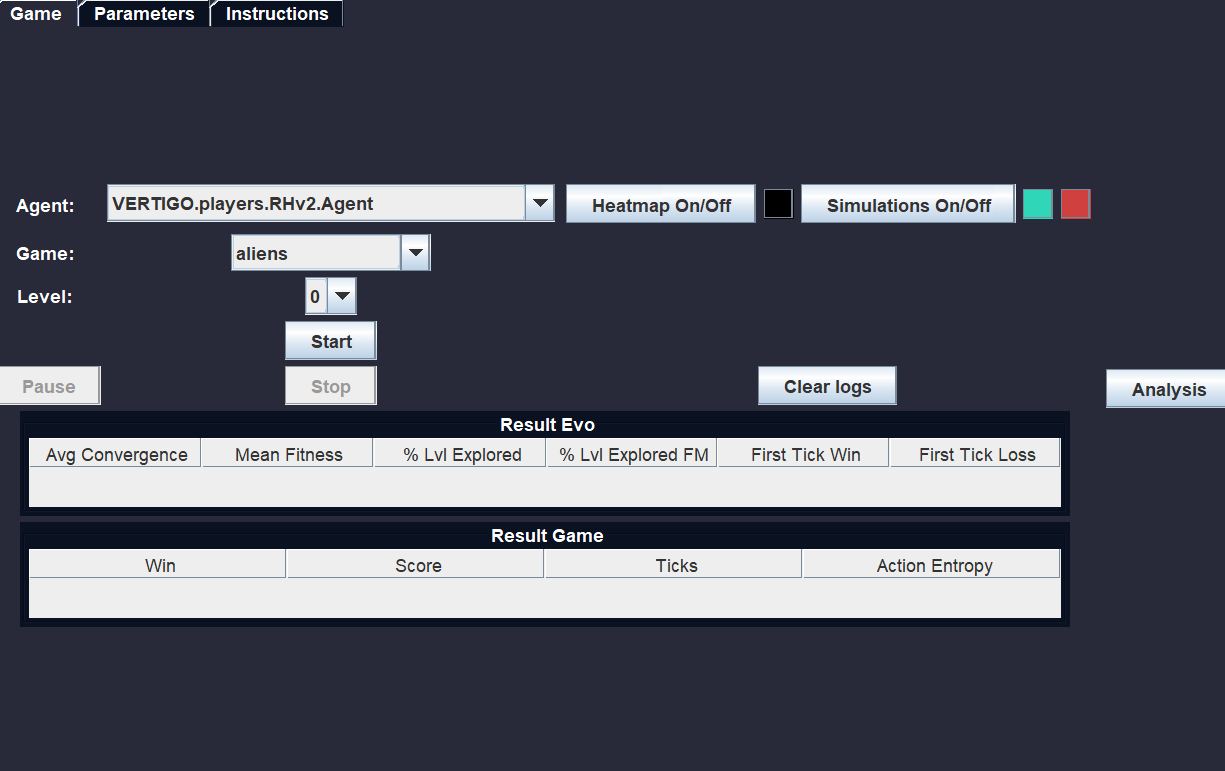 Game Parameters Instructions
Agent: VERTIGO.players.RHv2.Agent Heatmap On/Off Simulations On/Off
Game: aliens
Level: 0
Start
Pause Stop Clear logs Analysis
Result Evo
Avg Convergence Mean Fitness % Lvl Explored % Lvl Explored FM First Tick Win First Tick Loss
Result Game
Win Score Ticks Action Entropy